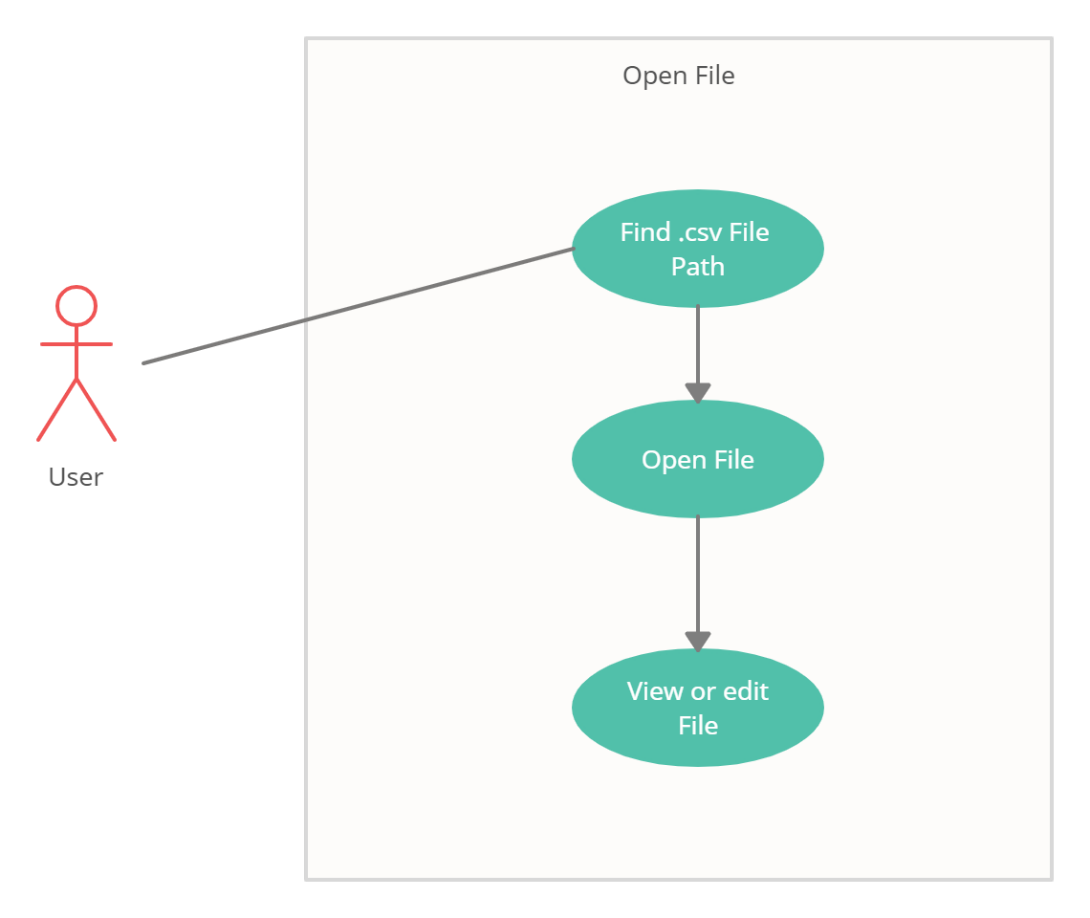 Open File
Find .csv File
Path
User
Open File
View or edit
File